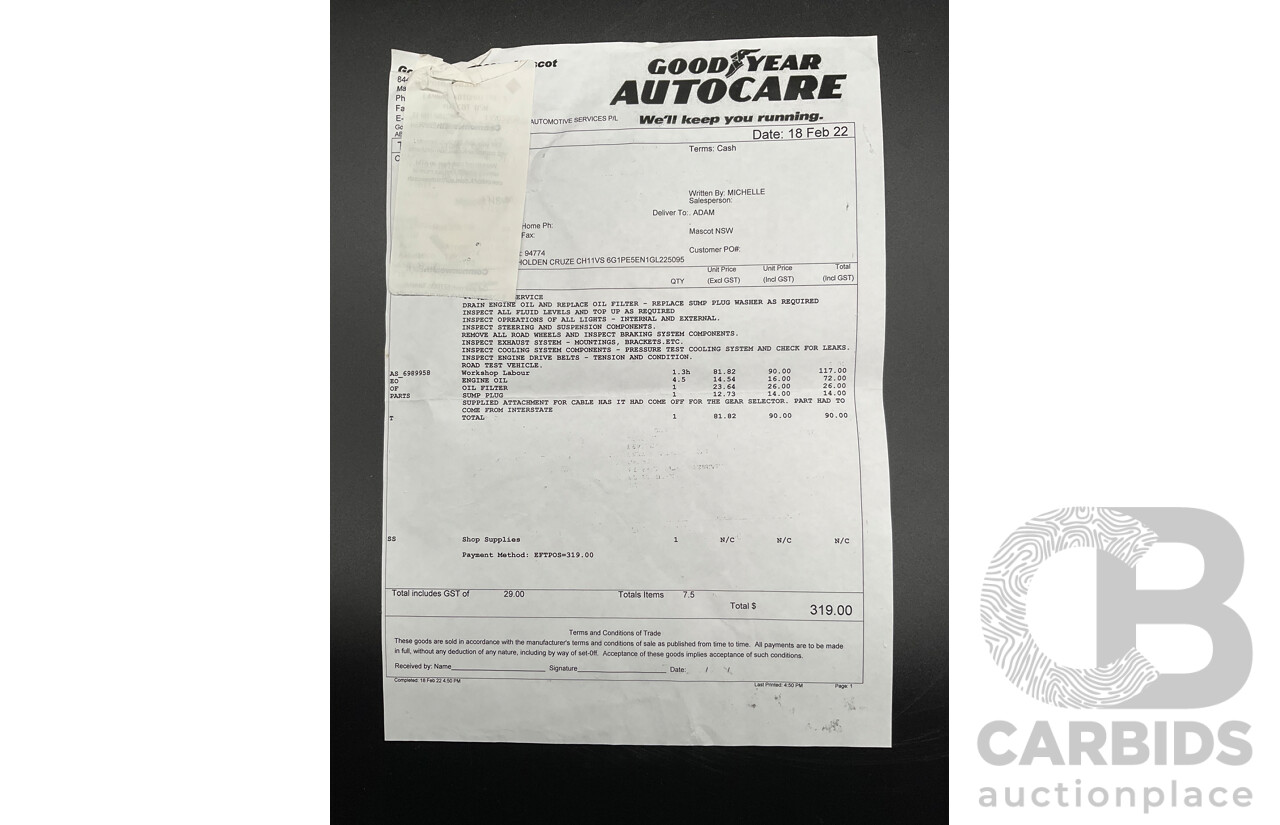 scot
GOODYEAR
AUTOCARE
We'll keep you running.
84
Ma
Ph
Fa
E-
AUTOMOTIVE SERVICES P/L
Date: 18 Feb 22
Terms: Cash
Written By: MICHELLE
Salesperson:
Deliver To:. ADAM
Home Ph:
Fax:
Mascot NSW
: 94774
Customer PO#:
HOLDEN CRUZE CH11VS 6G1PE5EN1GL225095
QTY Unit Price (Excl GST) Unit Price (Incl GST) Total (Incl GST)
SERVICE
DRAIN ENGINE OIL AND REPLACE OIL FILTER - REPLACE SUMP PLUG WASHER AS REQUIRED
INSPECT ALL FLUID LEVELS AND TOP UP AS REQUIRED
INSPECT OPREATIONS OF ALL LIGHTS - INTERNAL AND EXTERNAL.
INSPECT STEERING AND SUSPENSION COMPONENTS.
REMOVE ALL ROAD WHEELS AND INSPECT BRAKING SYSTEM COMPONENTS.
INSPECT EXHAUST SYSTEM - MOUNTINGS, BRACKETS.ETC.
INSPECT COOLING SYSTEM COMPONENTS - PRESSURE TEST COOLING SYSTEM AND CHECK FOR LEAKS.
INSPECT ENGINE DRIVE BELTS - TENSION AND CONDITION.
ROAD TEST VEHICLE.
AS_6989958 Workshop Labour 1.3h 81.82 90.00 117.00
EO ENGINE OIL 4.5 14.54 16.00 72.00
OF OIL FILTER 1 23.64 26.00 26.00
PARTS SUMP PLUG 1 12.73 14.00 14.00
SUPPLIED ATTACHMENT FOR CABLE HAS IT HAD COME OFF FOR THE GEAR SELECTOR. PART HAD TO
COME FROM INTERSTATE
T TOTAL 1 81.82 90.00 90.00
SS Shop Supplies 1 N/C N/C N/C
Payment Method: EFTPOS=319.00
Total includes GST of 29.00 Totals Items 7.5
Total $ 319.00
Terms and Conditions of Trade
These goods are sold in accordance with the manufacturer's terms and conditions of sale as published from time to time. All payments are to be made
in full, without any deduction of any nature, including by way of set-Off. Acceptance of these goods implies acceptance of such conditions.
Received by: Name Signature Date: / /
Completed: 18 Feb 22 4:50 PM Last Printed: 4:50 PM Page: 1
CB
CARBIDS
auctionplace